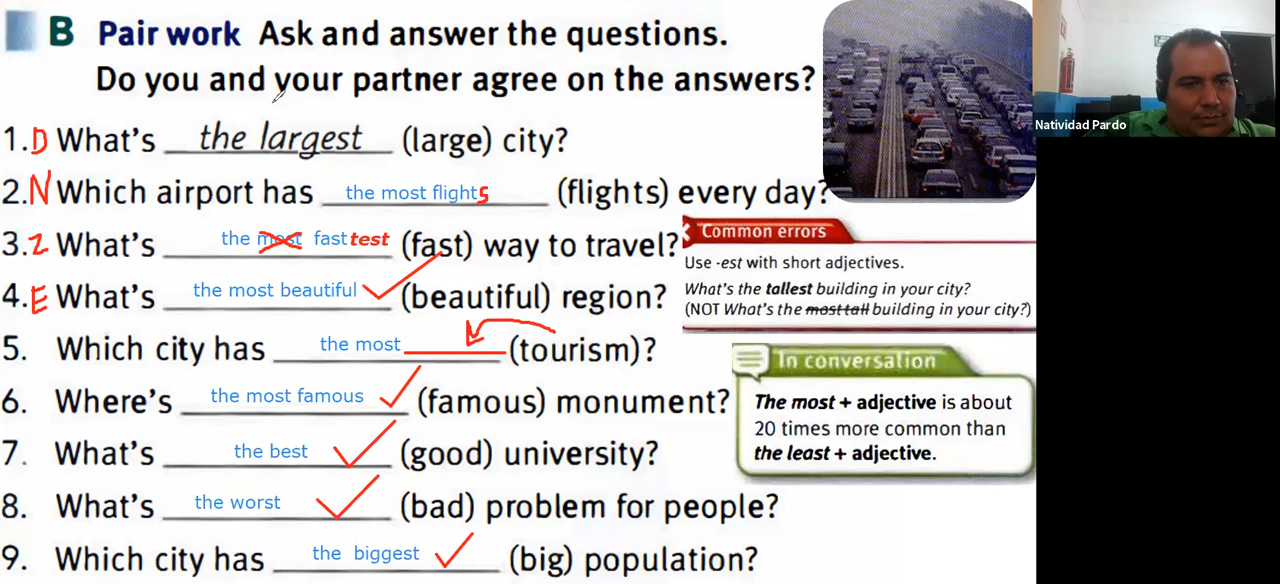 B Pair work Ask and answer the questions.
Do you and your partner agree on the answers?
1. D What's the largest (large) city?
2. N Which airport has the most flights (flights) every day?
3. Z What's the most fasttest (fast) way to travel?
4. E What's the most beautiful (beautiful) region?
5. Which city has the most (tourism)?
6. Where's the most famous (famous) monument?
7. What's the best (good) university?
8. What's the worst (bad) problem for people?
9. Which city has the biggest (big) population?
Natividad Pardo
Common errors
Use -est with short adjectives.
What's the tallest building in your city?
(NOT What's the most tall building in your city?)
In conversation
The most + adjective is about
20 times more common than
the least + adjective.